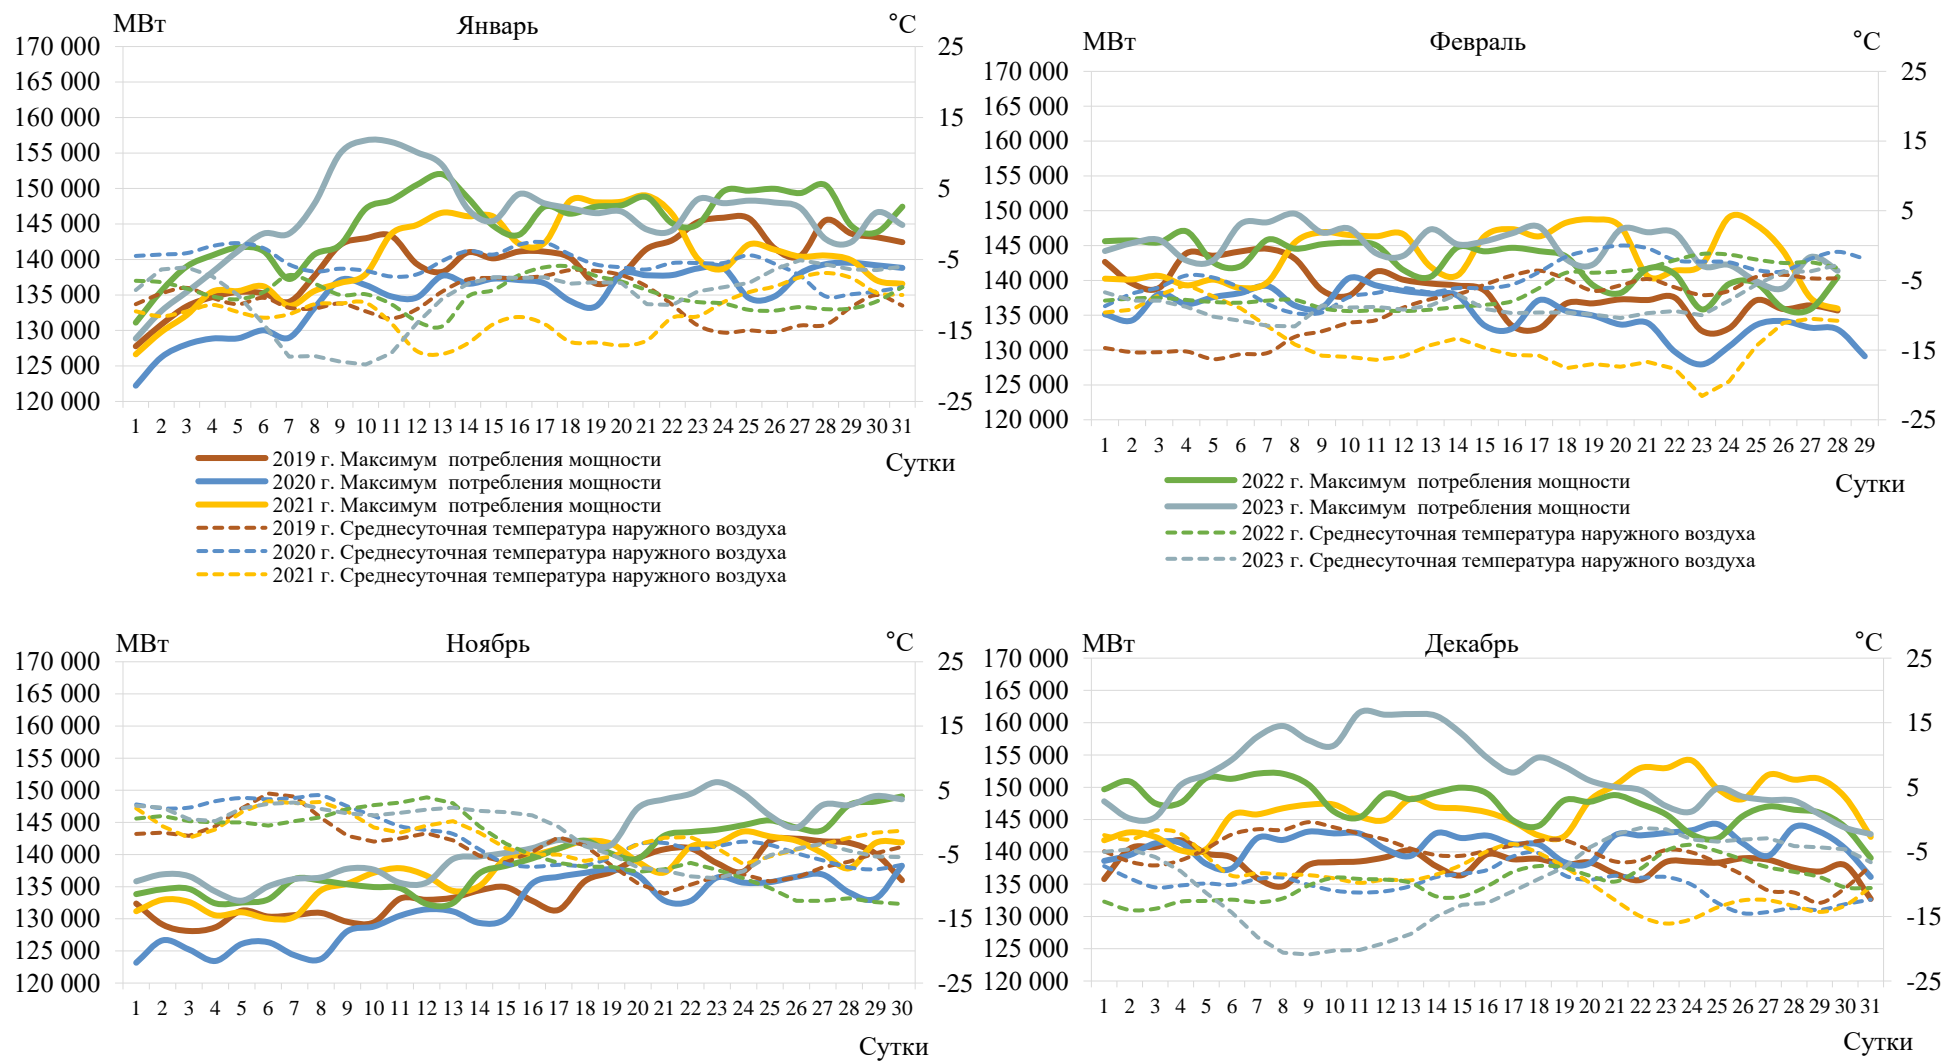 МВт
Январь
°C
170 000
165 000
160 000
155 000
150 000
145 000
140 000
135 000
130 000
125 000
120 000
25
15
5
-5
-15
-25
1 2 3 4 5 6 7 8 9 10 11 12 13 14 15 16 17 18 19 20 21 22 23 24 25 26 27 28 29 30 31
Сутки
2019 г. Максимум потребления мощности
2020 г. Максимум потребления мощности
2021 г. Максимум потребления мощности
2019 г. Среднесуточная температура наружного воздуха
2020 г. Среднесуточная температура наружного воздуха
2021 г. Среднесуточная температура наружного воздуха
МВт
Февраль
°C
170 000
165 000
160 000
155 000
150 000
145 000
140 000
135 000
130 000
125 000
120 000
25
15
5
-5
-15
-25
1 2 3 4 5 6 7 8 9 10 11 12 13 14 15 16 17 18 19 20 21 22 23 24 25 26 27 28 29
Сутки
2022 г. Максимум потребления мощности
2023 г. Максимум потребления мощности
2022 г. Среднесуточная температура наружного воздуха
2023 г. Среднесуточная температура наружного воздуха
МВт
Ноябрь
°C
170 000
165 000
160 000
155 000
150 000
145 000
140 000
135 000
130 000
125 000
120 000
25
15
5
-5
-15
-25
1 2 3 4 5 6 7 8 9 10 11 12 13 14 15 16 17 18 19 20 21 22 23 24 25 26 27 28 29 30
Сутки
МВт
Декабрь
°C
170 000
165 000
160 000
155 000
150 000
145 000
140 000
135 000
130 000
125 000
120 000
25
15
5
-5
-15
-25
1 2 3 4 5 6 7 8 9 10 11 12 13 14 15 16 17 18 19 20 21 22 23 24 25 26 27 28 29 30 31
Сутки